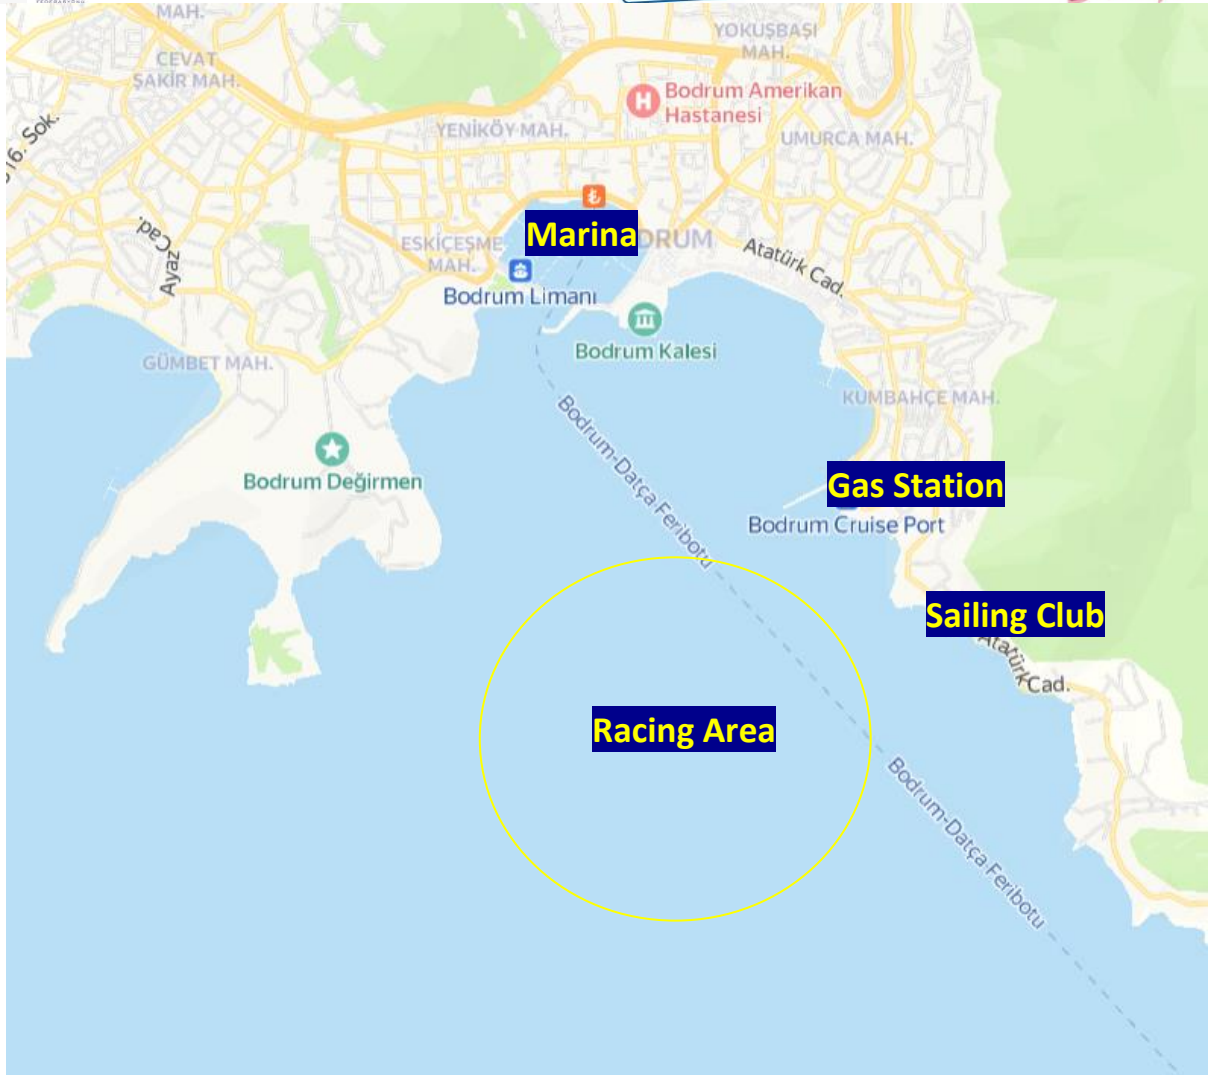 MAH.
CEVAT
ŞAKİR MAH.
YOKUŞBAŞI
MAH.
Bodrum Amerikan
Hastanesi
YENİKÖY MAH.
UMURCA MAH.
316. Sok.
Ayaz
Cad.
ESKİÇEŞME
MAH.
Marina
DRUM
Atatürk Cad.
Bodrum Limanı
Bodrum Kalesi
GÜMBET MAH.
KUMBAHÇE MAH.
Bodrum-Datça Feribotu
Bodrum Değirmen
Gas Station
Bodrum Cruise Port
Sailing Club
Atatürk Cad.
Racing Area
Bodrum-Datça Feribotu